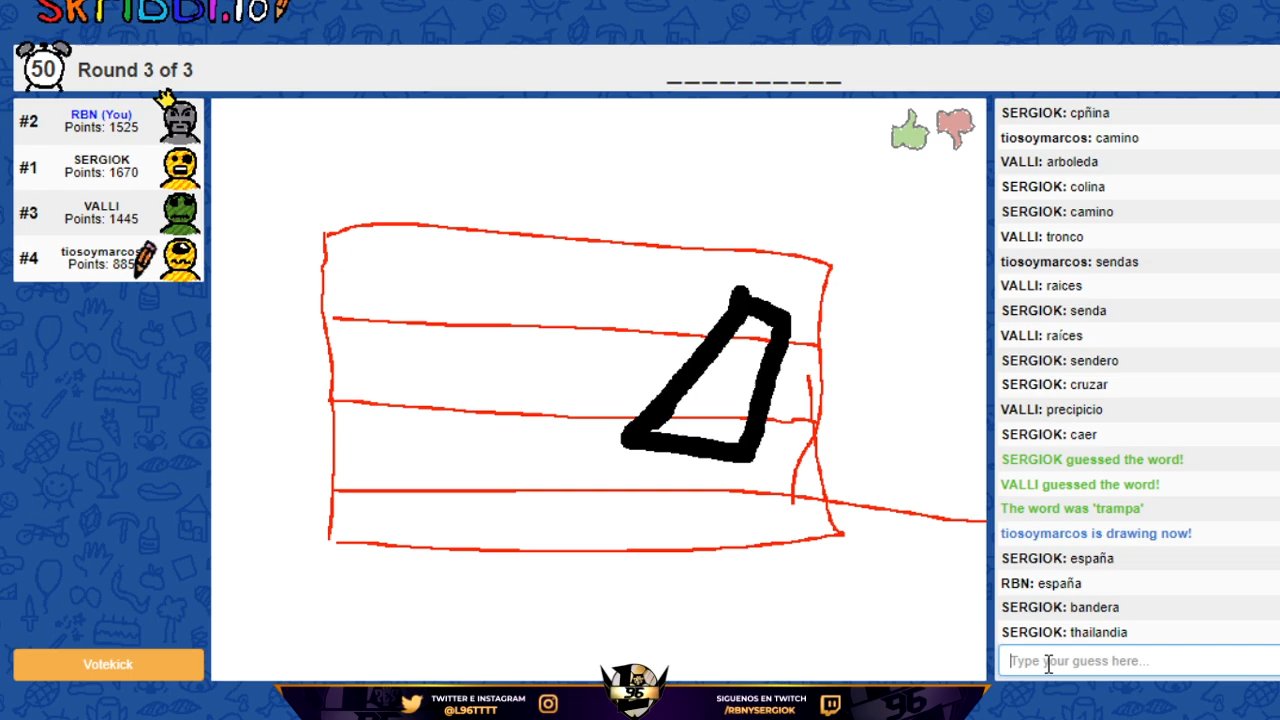 skribbl.io
50
Round 3 of 3
__________
#2
RBN (You)
Points: 1525
#1
SERGIOK
Points: 1670
#3
VALLI
Points: 1445
#4
tiosoymarcos
Points: 885
SERGIOK: cpñina
tiosoymarcos: camino
VALLI: arboleda
SERGIOK: colina
SERGIOK: camino
VALLI: tronco
tiosoymarcos: sendas
VALLI: raices
SERGIOK: senda
VALLI: raíces
SERGIOK: sendero
SERGIOK: cruzar
VALLI: precipicio
SERGIOK: caer
SERGIOK guessed the word!
VALLI guessed the word!
The word was 'trampa'
tiosoymarcos is drawing now!
SERGIOK: españa
RBN: españa
SERGIOK: bandera
SERGIOK: thailandia
Type your guess here...
Votekick
TWITTER E INSTAGRAM
@L96TTTT
96
SIGUENOS EN TWITCH
/RBNYSERGIOK